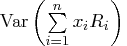 Var(∑_{i=1}^{n} x_i R_i)